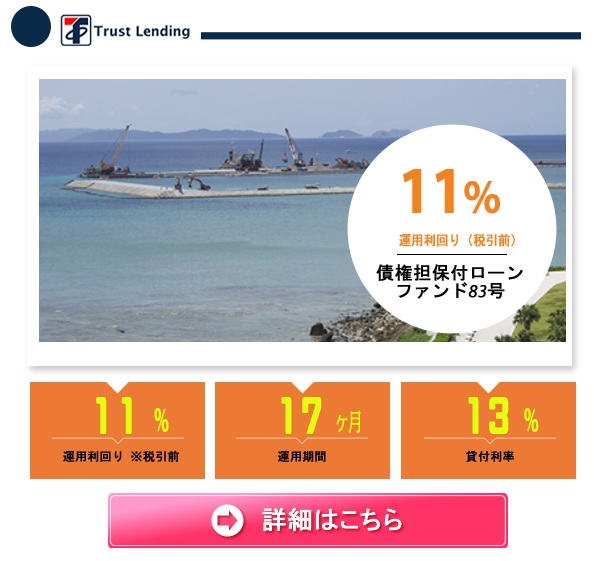 Trust Lending
11%
運用利回り（税引前）
債権担保付ローン
ファンド83号
11 %
運用利回り ※税引前
17 ヶ月
運用期間
13 %
貸付利率
詳細はこちら